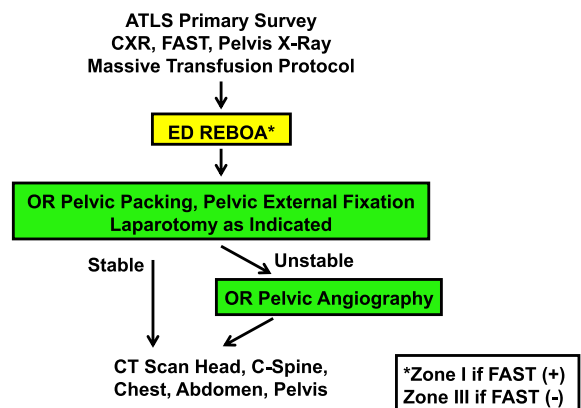 ATLS Primary Survey
CXR, FAST, Pelvis X-Ray
Massive Transfusion Protocol
ED REBOA*
OR Pelvic Packing, Pelvic External Fixation
Laparotomy as Indicated
Stable
Unstable
OR Pelvic Angiography
CT Scan Head, C-Spine,
Chest, Abdomen, Pelvis
*Zone I if FAST (+)
Zone III if FAST (-)